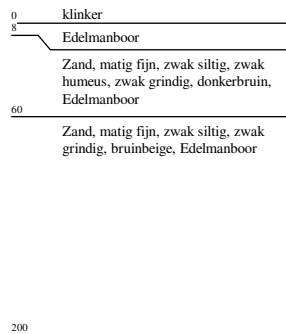 0 klinker
8
Edelmanboor
Zand, matig fijn, zwak siltig, zwak
humeus, zwak grindig, donkerbruin,
Edelmanboor
60
Zand, matig fijn, zwak siltig, zwak
grindig, bruinbeige, Edelmanboor
200